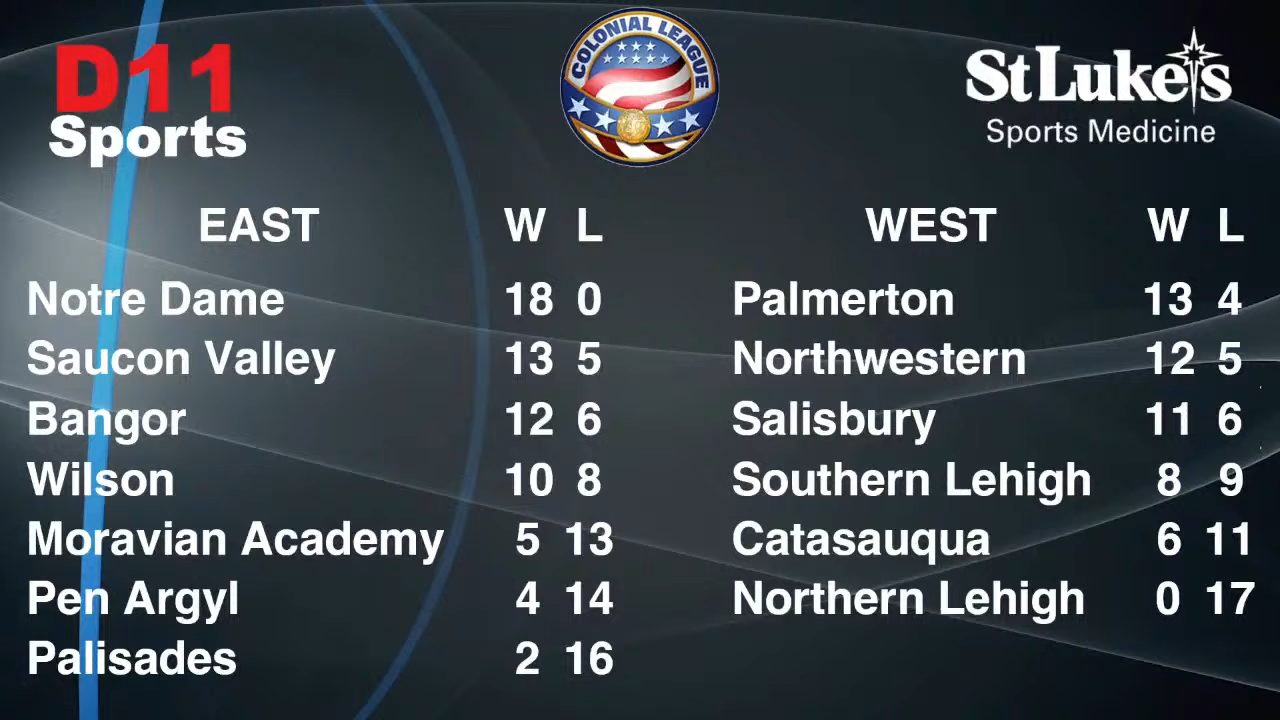 D11
Sports
COLONIAL LEAGUE
St Luke's
Sports Medicine
EAST W L
Notre Dame 18 0
Saucon Valley 13 5
Bangor 12 6
Wilson 10 8
Moravian Academy 5 13
Pen Argyl 4 14
Palisades 2 16
WEST W L
Palmerton 13 4
Northwestern 12 5
Salisbury 11 6
Southern Lehigh 8 9
Catasauqua 6 11
Northern Lehigh 0 17